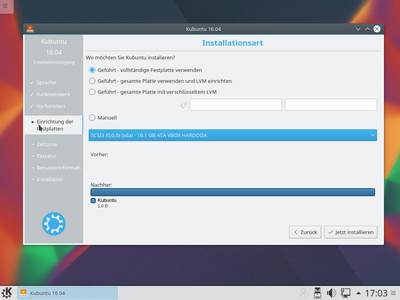 Kubuntu 16.04
Kubuntu
16.04
Installationsvorgang
Sprache
Funknetzwerk
Vorbereiten
Einrichtung der
Festplatten
Zeitzone
Tastatur
Benutzerinformati
Installation
Installationsart
Wo möchten Sie Kubuntu installieren?
Geführt - vollständige Festplatte verwenden
Geführt - gesamte Platte verwenden und LVM einrichten
Geführt - gesamte Platte mit verschlüsseltem LVM
Manuell
SCSI3 (0,0,0) (sda) - 16.1 GB ATA VBOX HARDDISK
Vorher:
Nachher:
Kubuntu
1.0 B
Zurück
Jetzt installieren
Kubuntu 16.04
17:03